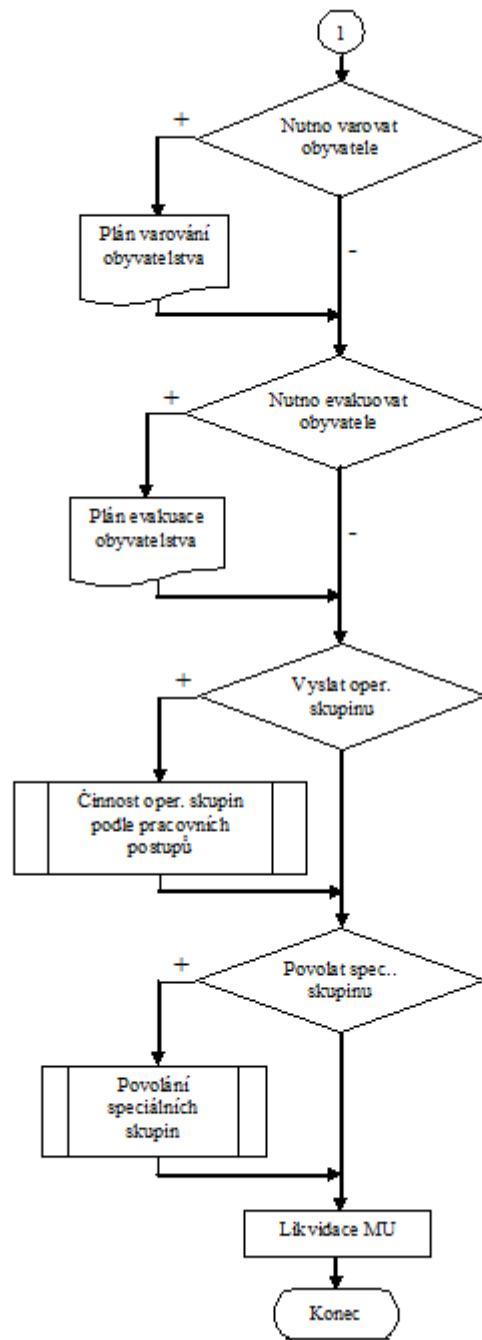 1
Nutno varovat
obyvatele
+
Plán varování
obyvatelstva
-
Nutno evakuovat
obyvatele
+
Plán evakuace
obyvatelstva
-
Vyslat oper.
skupinu
+
Činnost oper. skupin
podle pracovních
postupů
Povolat spec..
skupinu
+
Povolání
speciálních
skupin
Likvidace MU
Konec